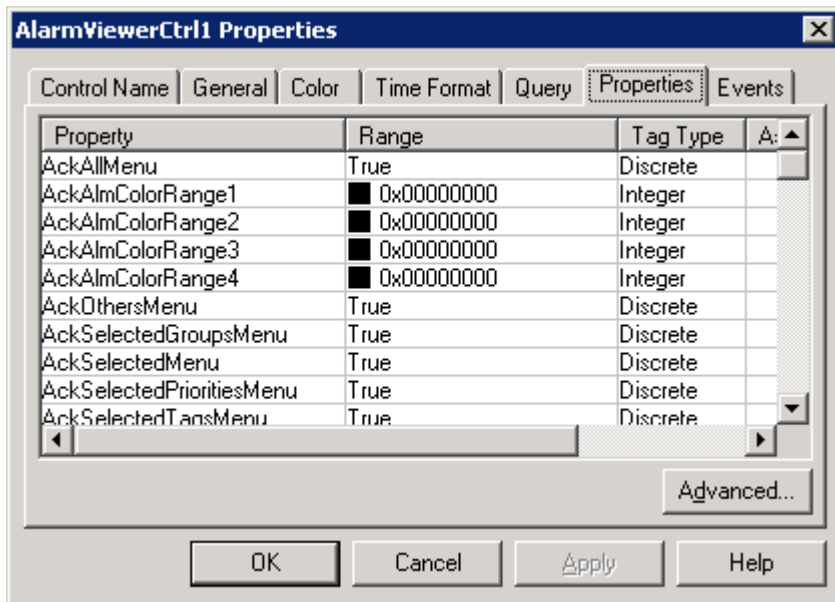 AlarmViewerCtrl1 Properties
Control Name General Color Time Format Query Properties Events
Property Range Tag Type
AckAllMenu True Discrete
AckAlmColorRange1 0x00000000 Integer
AckAlmColorRange2 0x00000000 Integer
AckAlmColorRange3 0x00000000 Integer
AckAlmColorRange4 0x00000000 Integer
AckOthersMenu True Discrete
AckSelectedGroupsMenu True Discrete
AckSelectedMenu True Discrete
AckSelectedPrioritiesMenu True Discrete
AckSelectedTagsMenu True Discrete
Advanced...
OK Cancel Apply Help